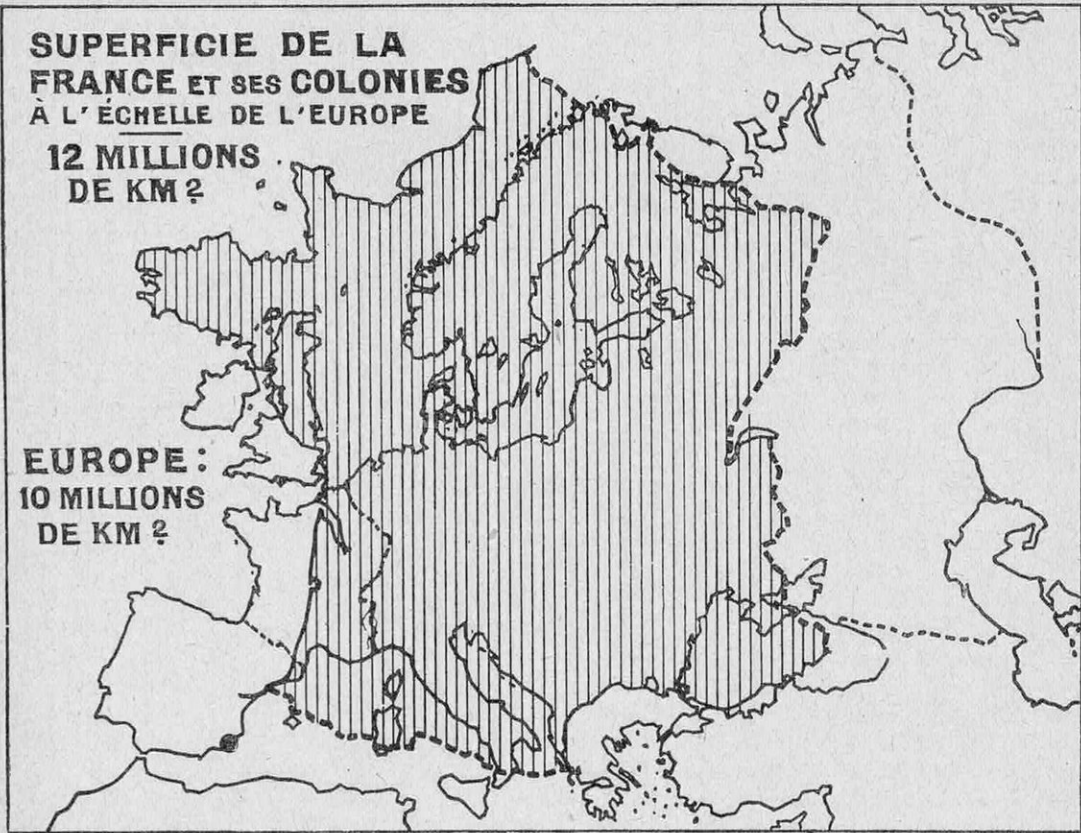 SUPERFICIE DE LA
FRANCE ET SES COLONIES
À L'ÉCHELLE DE L'EUROPE
12 MILLIONS
DE KM²
EUROPE:
10 MILLIONS
DE KM²